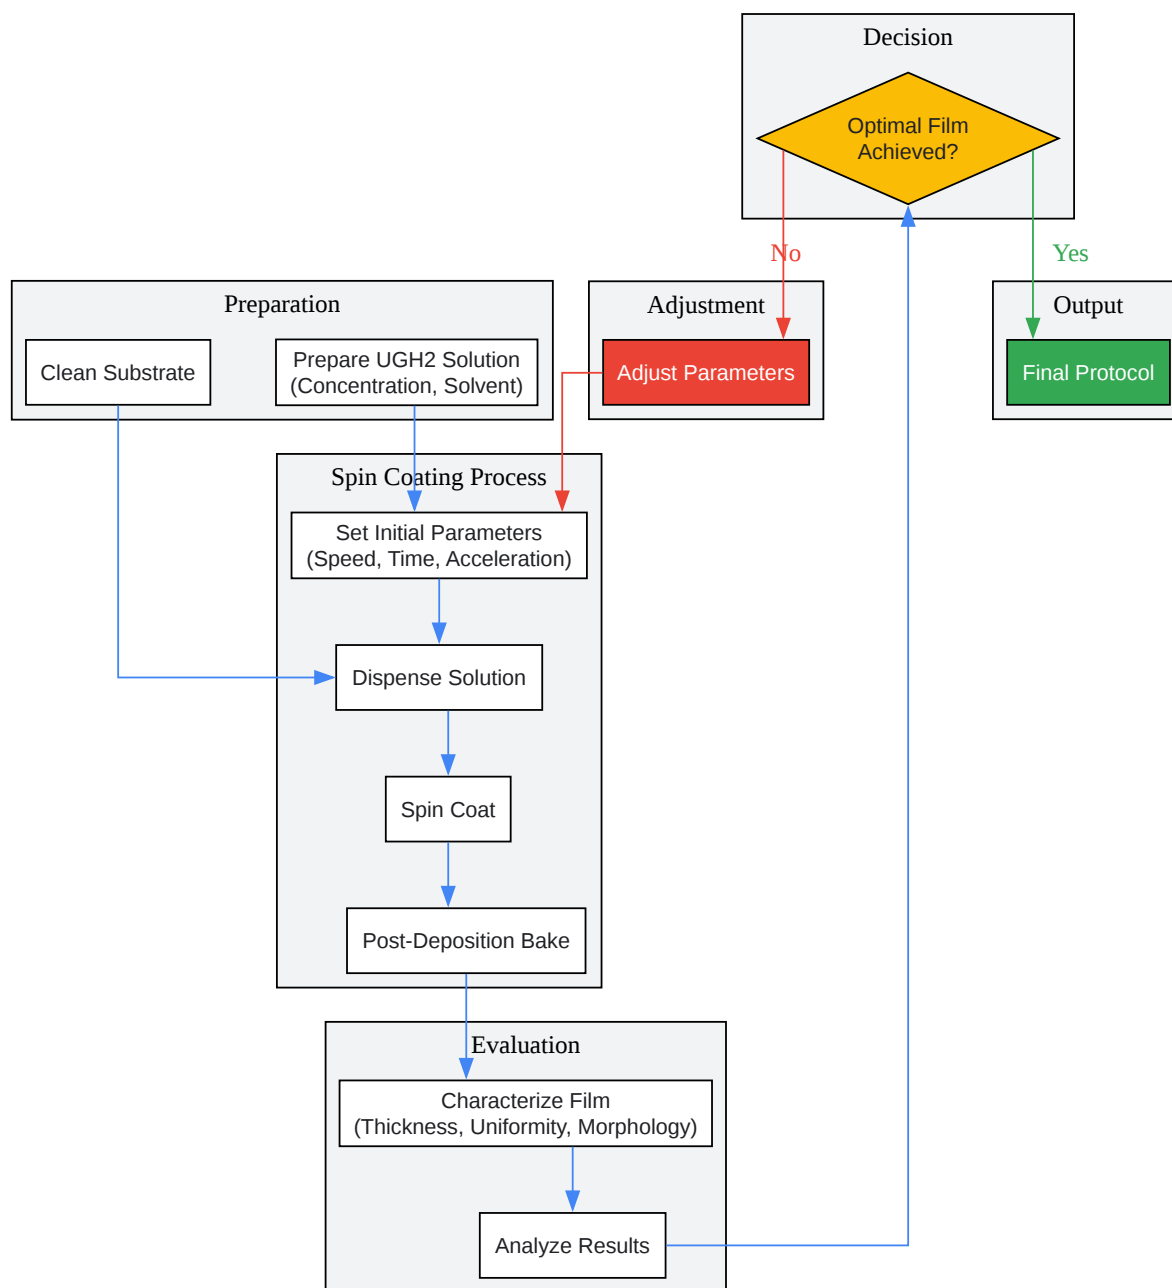 Decision
Optimal Film
Achieved?
No
Yes
Preparation
Clean Substrate
Prepare UGH2 Solution
(Concentration, Solvent)
Adjustment
Adjust Parameters
Output
Final Protocol
Spin Coating Process
Set Initial Parameters
(Speed, Time, Acceleration)
Dispense Solution
Spin Coat
Post-Deposition Bake
Evaluation
Characterize Film
(Thickness, Uniformity, Morphology)
Analyze Results